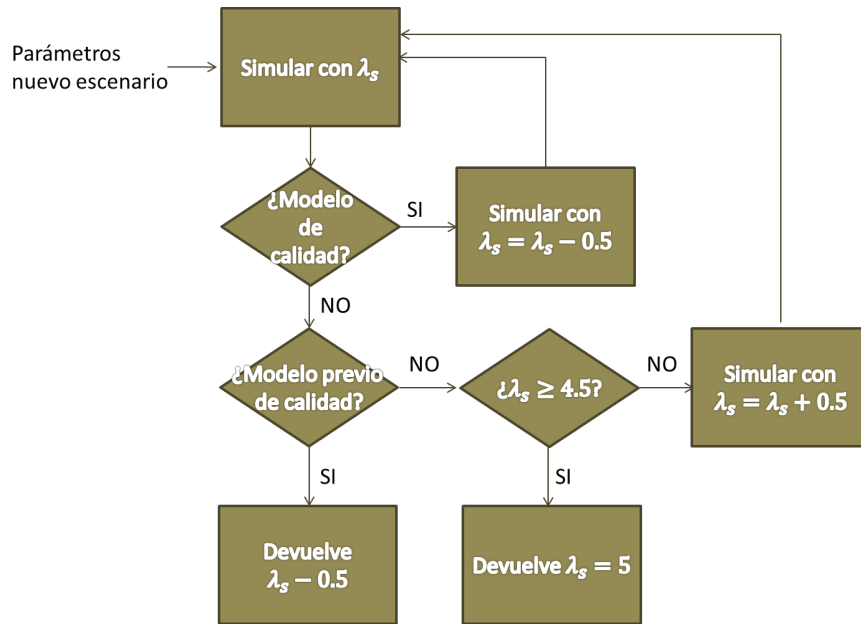 Parámetros
nuevo escenario
Simular con λₛ
¿Modelo
de
calidad?
SI
Simular con
λₛ = λₛ − 0.5
NO
¿Modelo previo
de calidad?
NO
¿λₛ ≥ 4.5?
NO
Simular con
λₛ = λₛ + 0.5
SI
SI
Devuelve
λₛ − 0.5
Devuelve λₛ = 5